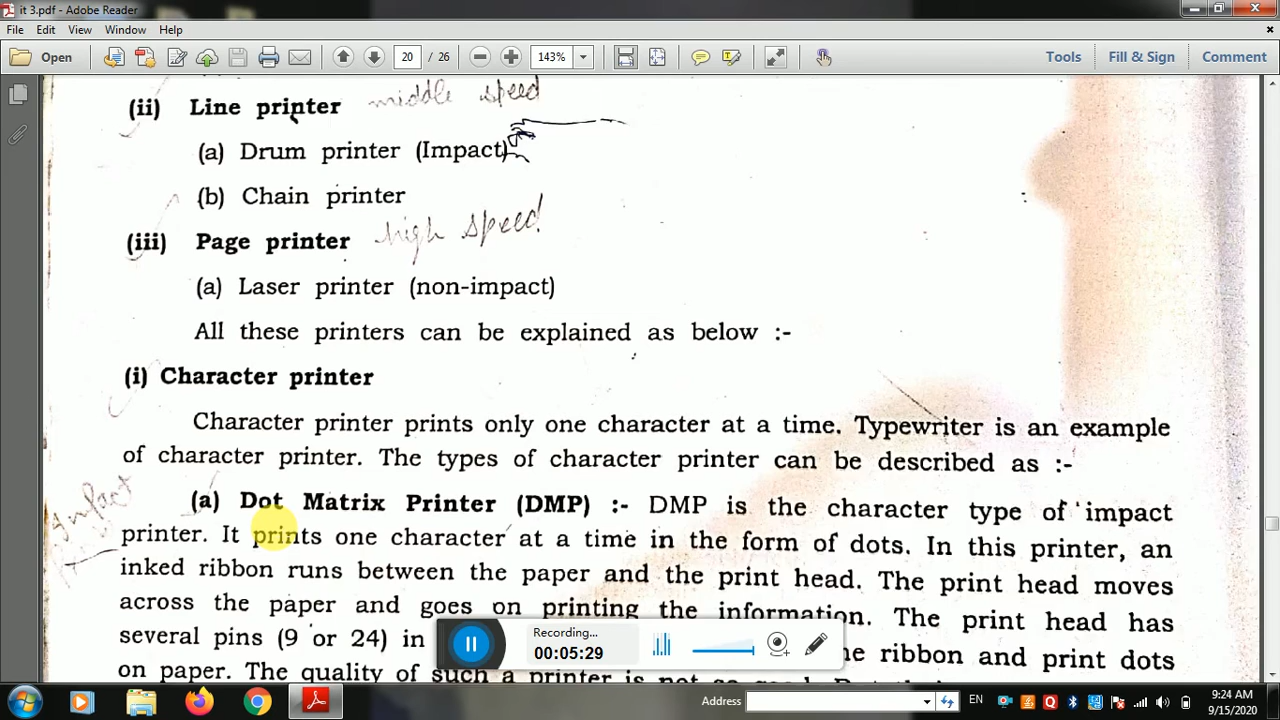 it 3.pdf - Adobe Reader
File Edit View Window Help
Open 20 / 26 143% Tools Fill & Sign Comment
(ii) Line printer middle speed
(a) Drum printer (Impact)
(b) Chain printer
(iii) Page printer high speed
(a) Laser printer (non-impact)
All these printers can be explained as below :-
(i) Character printer
Character printer prints only one character at a time. Typewriter is an example
of character printer. The types of character printer can be described as :-
(a) Dot Matrix Printer (DMP) :- DMP is the character type of impact
printer. It prints one character at a time in the form of dots. In this printer, an
inked ribbon runs between the paper and the print head. The print head moves
across the paper and goes on printing the information. The print head has
several pins (9 or 24) in
he ribbon and print dots
on paper. The quality of such a printer is not so good.
Recording...
00:05:29
Address EN 9:24 AM
9/15/2020